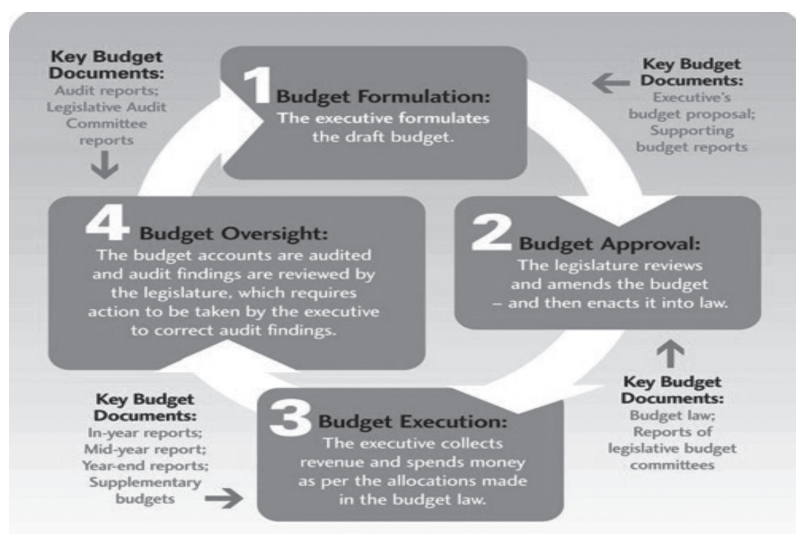 1 Budget Formulation:
The executive formulates
the draft budget.
Key Budget
Documents:
Executive's
budget proposal;
Supporting
budget reports
2 Budget Approval:
The legislature reviews
and amends the budget
– and then enacts it into law.
Key Budget
Documents:
Budget law;
Reports of
legislative budget
committees
3 Budget Execution:
The executive collects
revenue and spends money
as per the allocations made
in the budget law.
Key Budget
Documents:
In-year reports;
Mid-year report;
Year-end reports;
Supplementary
budgets
4 Budget Oversight:
The budget accounts are audited
and audit findings are reviewed by
the legislature, which requires
action to be taken by the executive
to correct audit findings.
Key Budget
Documents:
Audit reports;
Legislative Audit
Committee
reports